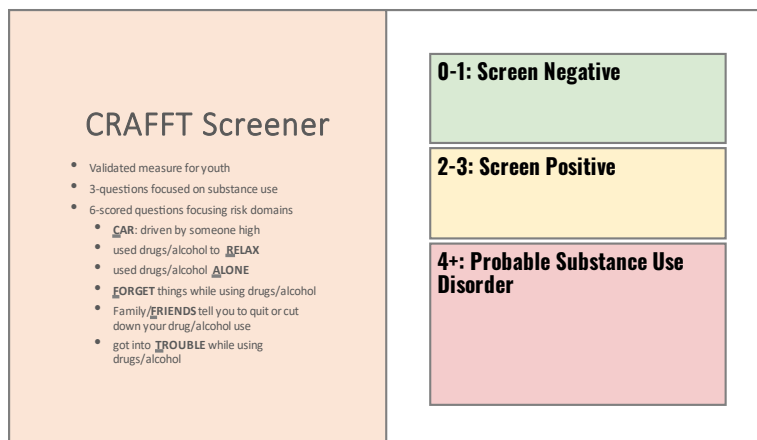 CRAFFT Screener
• Validated measure for youth
• 3-questions focused on substance use
• 6-scored questions focusing risk domains
• CAR: driven by someone high
• used drugs/alcohol to RELAX
• used drugs/alcohol ALONE
• FORGET things while using drugs/alcohol
• Family/FRIENDS tell you to quit or cut
down your drug/alcohol use
• got into TROUBLE while using
drugs/alcohol
0-1: Screen Negative
2-3: Screen Positive
4+: Probable Substance Use
Disorder